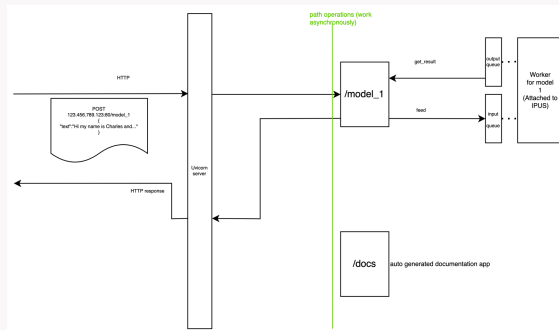 path operations (work
asynchronously)
HTTP
POST
123.456.789.123:80/model_1
{
"text":"Hi my name is Charles and..."
}
HTTP response
Uvicorn
server
/model_1
get_result
feed
output
queue
input
queue
Worker
for model
1
(Attached to
IPUS)
/docs
auto generated documentation app